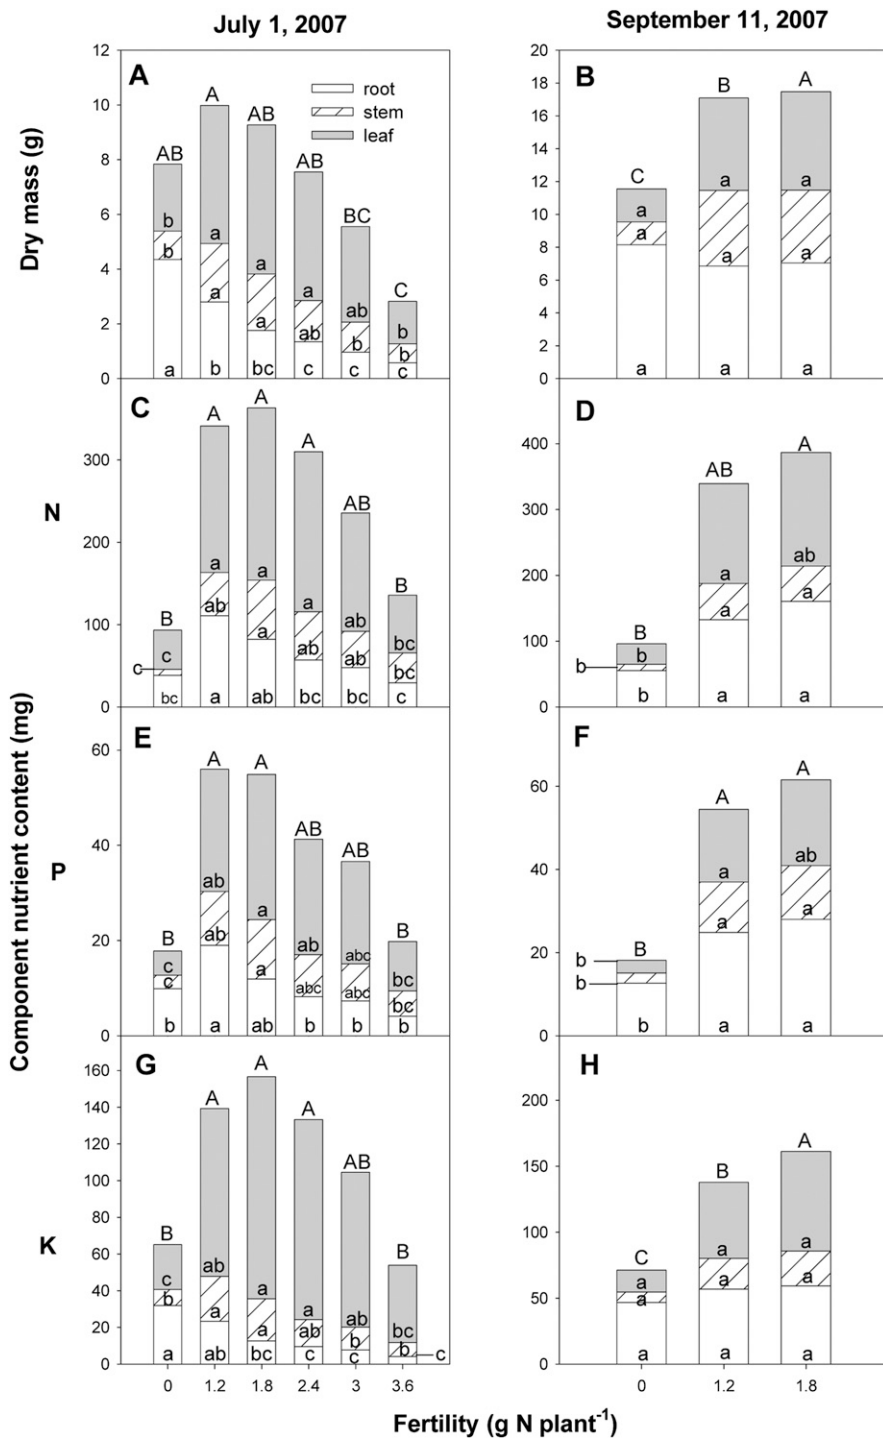 July 1, 2007
September 11, 2007
Dry mass (g)
12
10
8
6
4
2
0
A
root
stem
leaf
AB
A
AB
AB
BC
C
b
a
a
a
ab
b
b
a
a
ab
b
b
a
b
bc
c
c
c
20
18
16
14
12
10
8
6
4
2
0
B
C
B
A
a
a
a
a
a
a
a
a
a
Component nutrient content (mg)
N
300
200
100
0
C
B
A
A
A
AB
B
c
a
a
a
ab
bc
c
ab
a
ab
ab
bc
bc
a
ab
bc
bc
c
400
300
200
100
0
D
B
AB
A
b
a
ab
b
a
a
b
a
a
P
60
40
20
0
E
B
A
A
AB
AB
B
c
ab
a
ab
abc
bc
c
ab
a
abc
abc
bc
b
a
ab
b
b
b
60
40
20
0
F
B
A
A
b
a
ab
b
a
a
b
a
a
K
160
140
120
100
80
60
40
20
0
G
B
A
A
A
AB
B
c
ab
a
a
ab
bc
b
a
a
ab
b
b
a
ab
bc
c
c
c
0
1.2
1.8
2.4
3
3.6
200
150
100
50
0
H
C
B
A
a
a
a
a
a
a
a
a
a
0
1.2
1.8
Fertility (g N plant⁻¹)